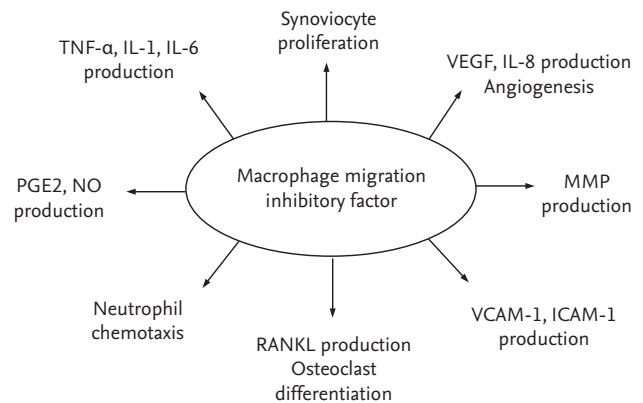 Synoviocyte
proliferation
TNF-α, IL-1, IL-6
production
VEGF, IL-8 production
Angiogenesis
PGE2, NO
production
Macrophage migration
inhibitory factor
MMP
production
Neutrophil
chemotaxis
RANKL production
Osteoclast
differentiation
VCAM-1, ICAM-1
production